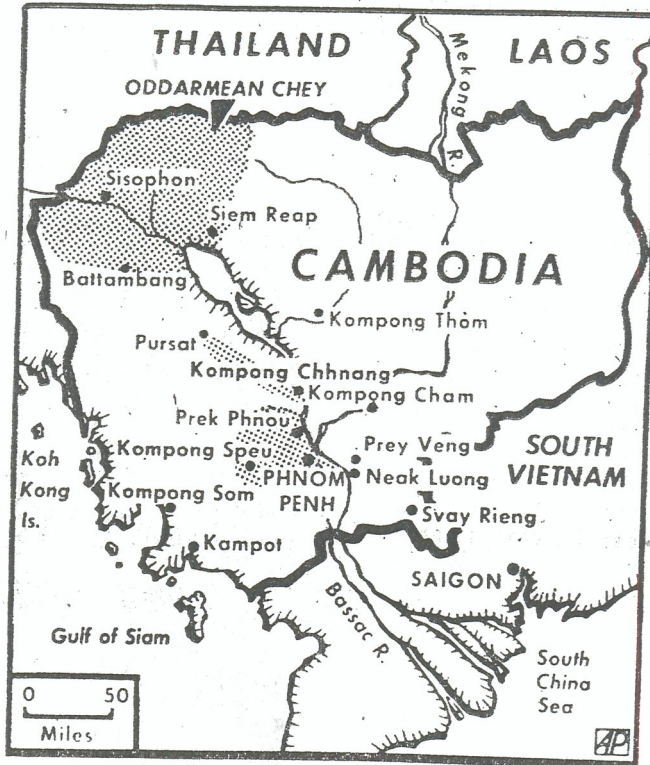 THAILAND
LAOS
Mekong R.
ODDARMEAN CHEY
Sisophon
Siem Reap
CAMBODIA
Battambang
Kompong Thom
Pursat
Kompong Chhnang
Kompong Cham
Prek Phnou
Prey Veng
SOUTH
VIETNAM
Koh
Kong
Is.
Kompong Speu
PHNOM
PENH
Neak Luong
Kompong Som
Svay Rieng
Kampot
SAIGON
Bassac R.
Gulf of Siam
South
China
Sea
0 50
Miles
AP